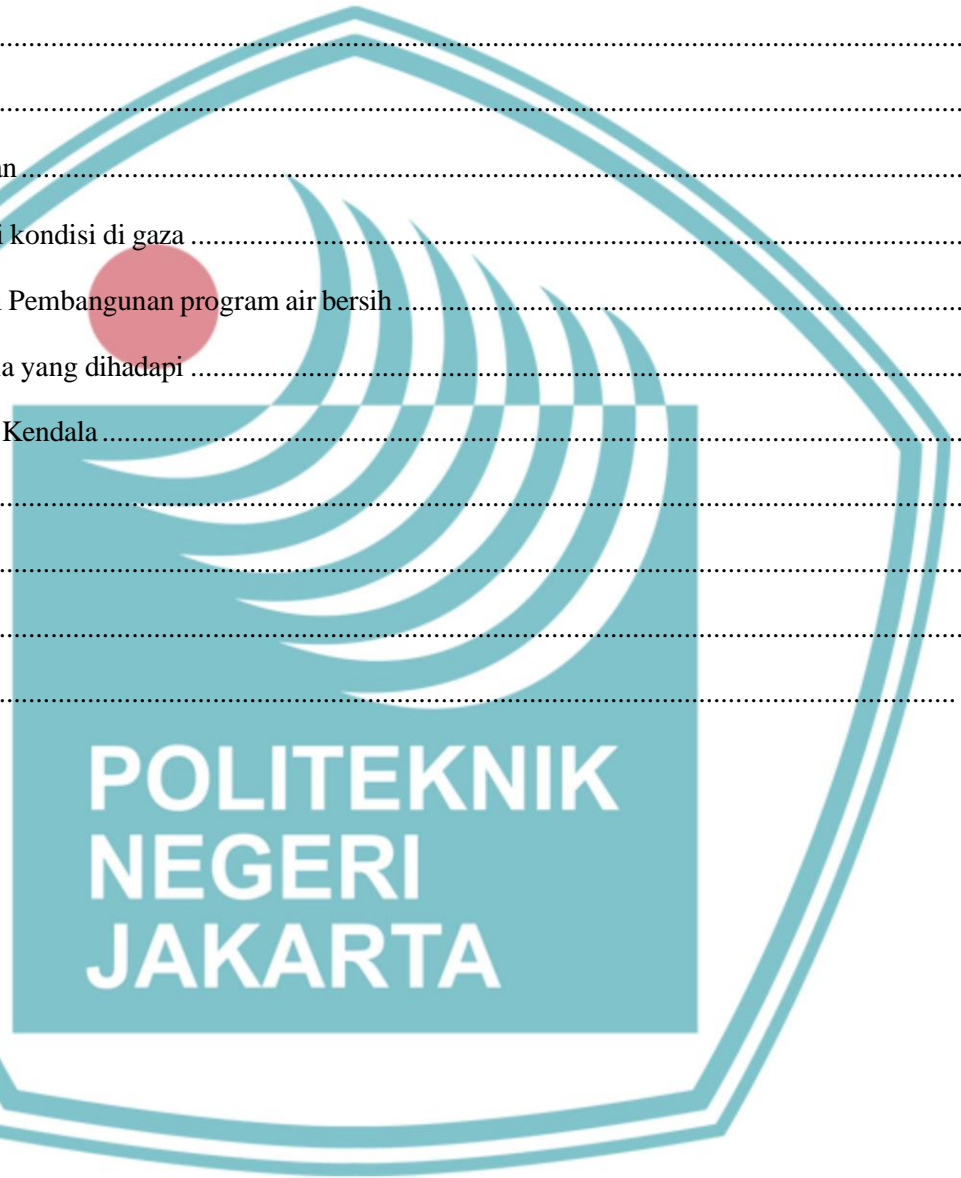 ................................................................
................................................................
an ................................................................
i kondisi di gaza ................................................................
Pembangunan program air bersih ................................................................
a yang dihadapi ................................................................
Kendala ................................................................
................................................................
................................................................
................................................................
................................................................
POLITEKNIK
NEGERI
JAKARTA